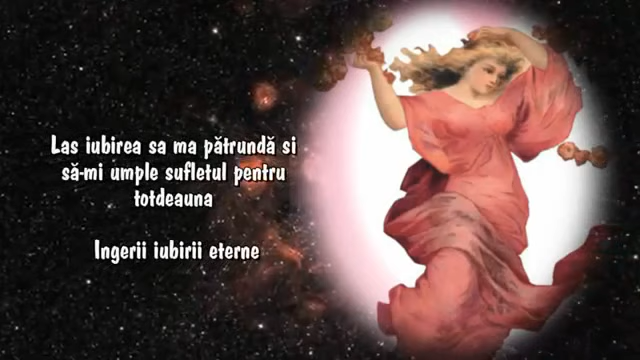 Las iubirea sa ma pătrundă si
să-mi umple sufletul pentru
totdeauna
Ingerii iubirii eterne